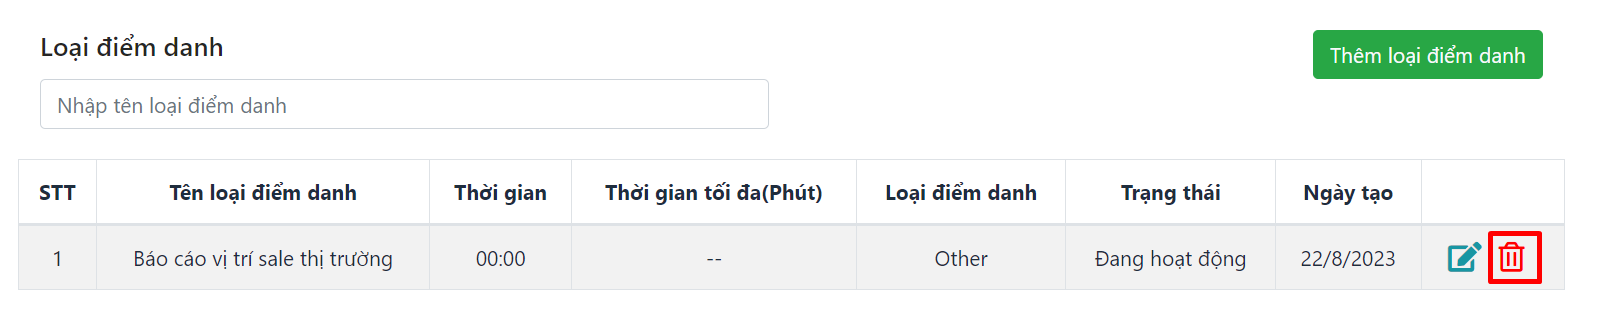 Loại điểm danh
Thêm loại điểm danh
Nhập tên loại điểm danh
STT Tên loại điểm danh Thời gian Thời gian tối đa(Phút) Loại điểm danh Trạng thái Ngày tạo
1 Báo cáo vị trí sale thị trường 00:00 -- Other Đang hoạt động 22/8/2023